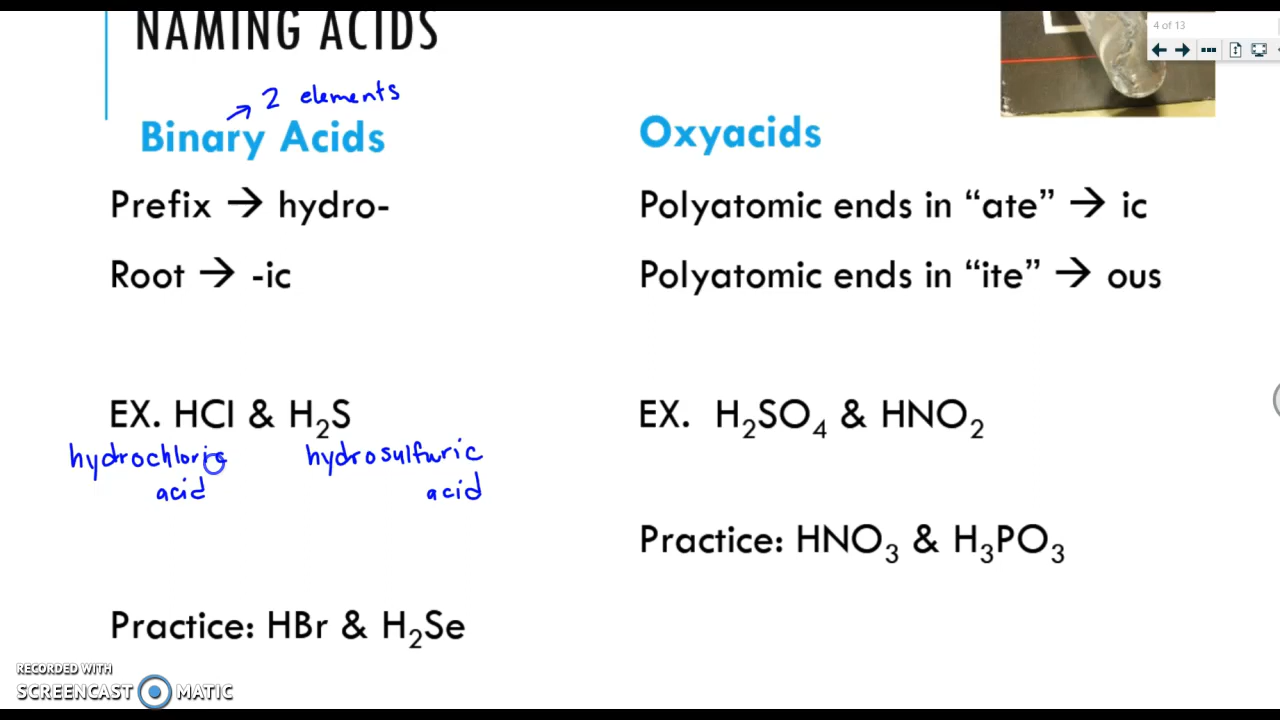 NAMING ACIDS
4 of 13
→ 2 elements
Binary Acids
Prefix → hydro-
Root → -ic
EX. HCl & H₂S
hydrochloric hydrosulfuric
acid acid
Practice: HBr & H₂Se
Oxyacids
Polyatomic ends in “ate” → ic
Polyatomic ends in “ite” → ous
EX. H₂SO₄ & HNO₂
Practice: HNO₃ & H₃PO₃
RECORDED WITH
SCREENCAST MATIC